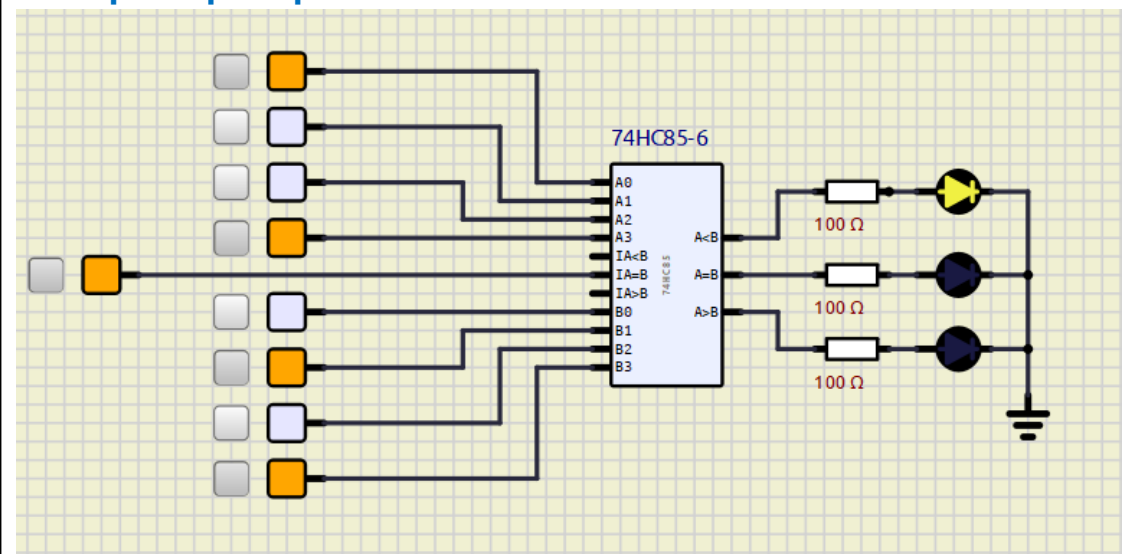 74HC85-6
A0
A1
A2
A3
IA<B
IA=B
IA>B
B0
B1
B2
B3
74HC85
A<B
A=B
A>B
100 Ω
100 Ω
100 Ω